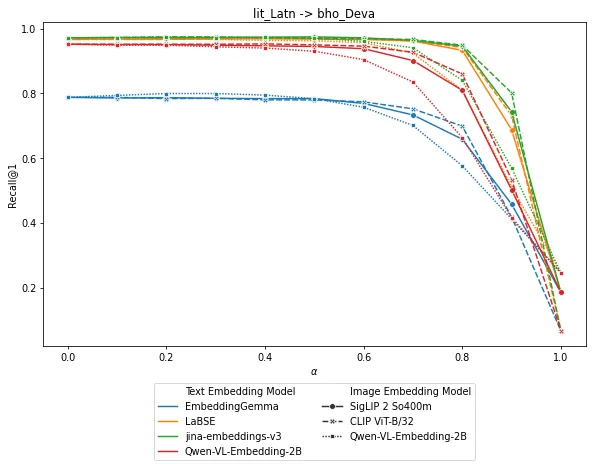 lit_Latn -> bho_Deva
1.0
0.8
0.6
0.4
0.2
Recall@1
0.0 0.2 0.4 0.6 0.8 1.0
α
Text Embedding Model Image Embedding Model
EmbeddingGemma SigLIP 2 So400m
LaBSE CLIP ViT-B/32
jina-embeddings-v3 Qwen-VL-Embedding-2B
Qwen-VL-Embedding-2B